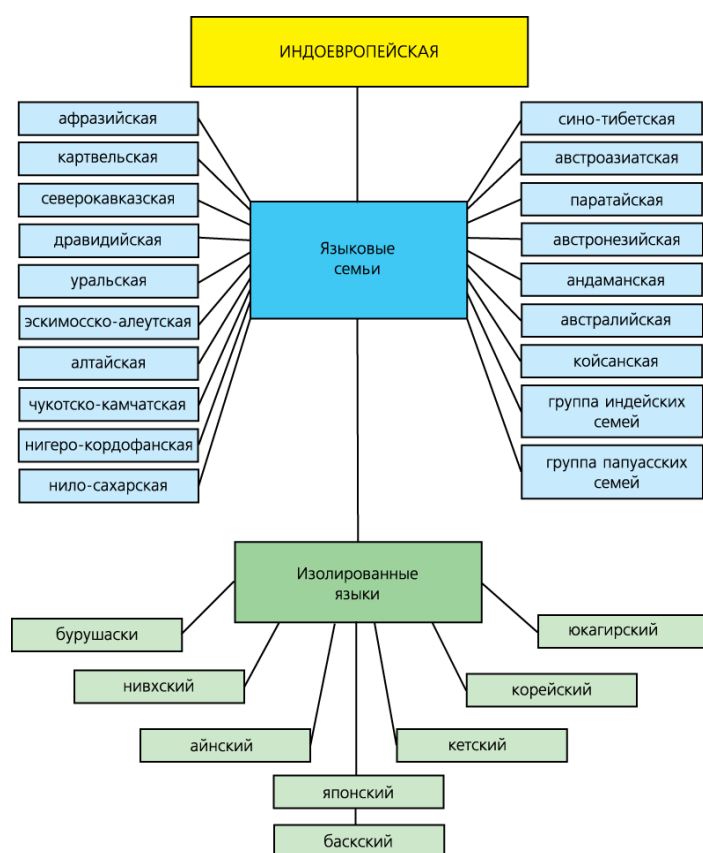 ИНДОЕВРОПЕЙСКАЯ
афразийская
картвельская
северокавказская
дравидийская
уральская
эскимосско-алеутская
алтайская
чукотско-камчатская
нигеро-кордофанская
нило-сахарская
Языковые
семьи
сино-тибетская
австроазиатская
паратайская
австронезийская
андаманская
австралийская
койсанская
группа индейских
семей
группа папуасских
семей
Изолированные
языки
бурушаски
нивхский
айнский
японский
баскский
кетский
корейский
юкагирский